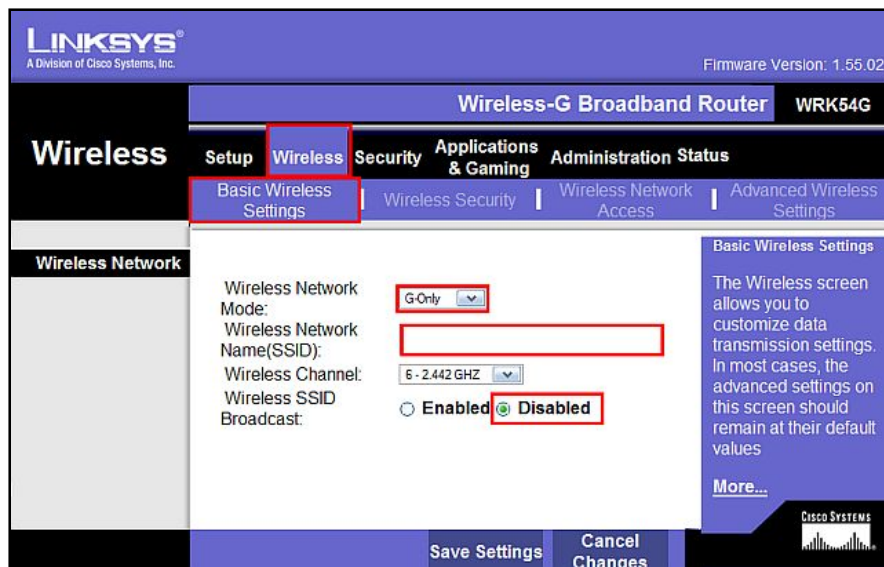 LINKSYS®
A Division of Cisco Systems, Inc.
Firmware Version: 1.55.02
Wireless-G Broadband Router WRK54G
Wireless
Setup Wireless Security Applications & Gaming Administration Status
Basic Wireless Settings Wireless Security Wireless Network Access Advanced Wireless Settings
Wireless Network
Wireless Network
Mode:
G-Only
Wireless Network
Name(SSID):
Wireless Channel:
6 - 2.442 GHZ
Wireless SSID
Broadcast:
Enabled Disabled
Basic Wireless Settings
The Wireless screen
allows you to
customize data
transmission settings.
In most cases, the
advanced settings on
this screen should
remain at their default
values
More...
CISCO SYSTEMS
Save Settings
Cancel
Changes